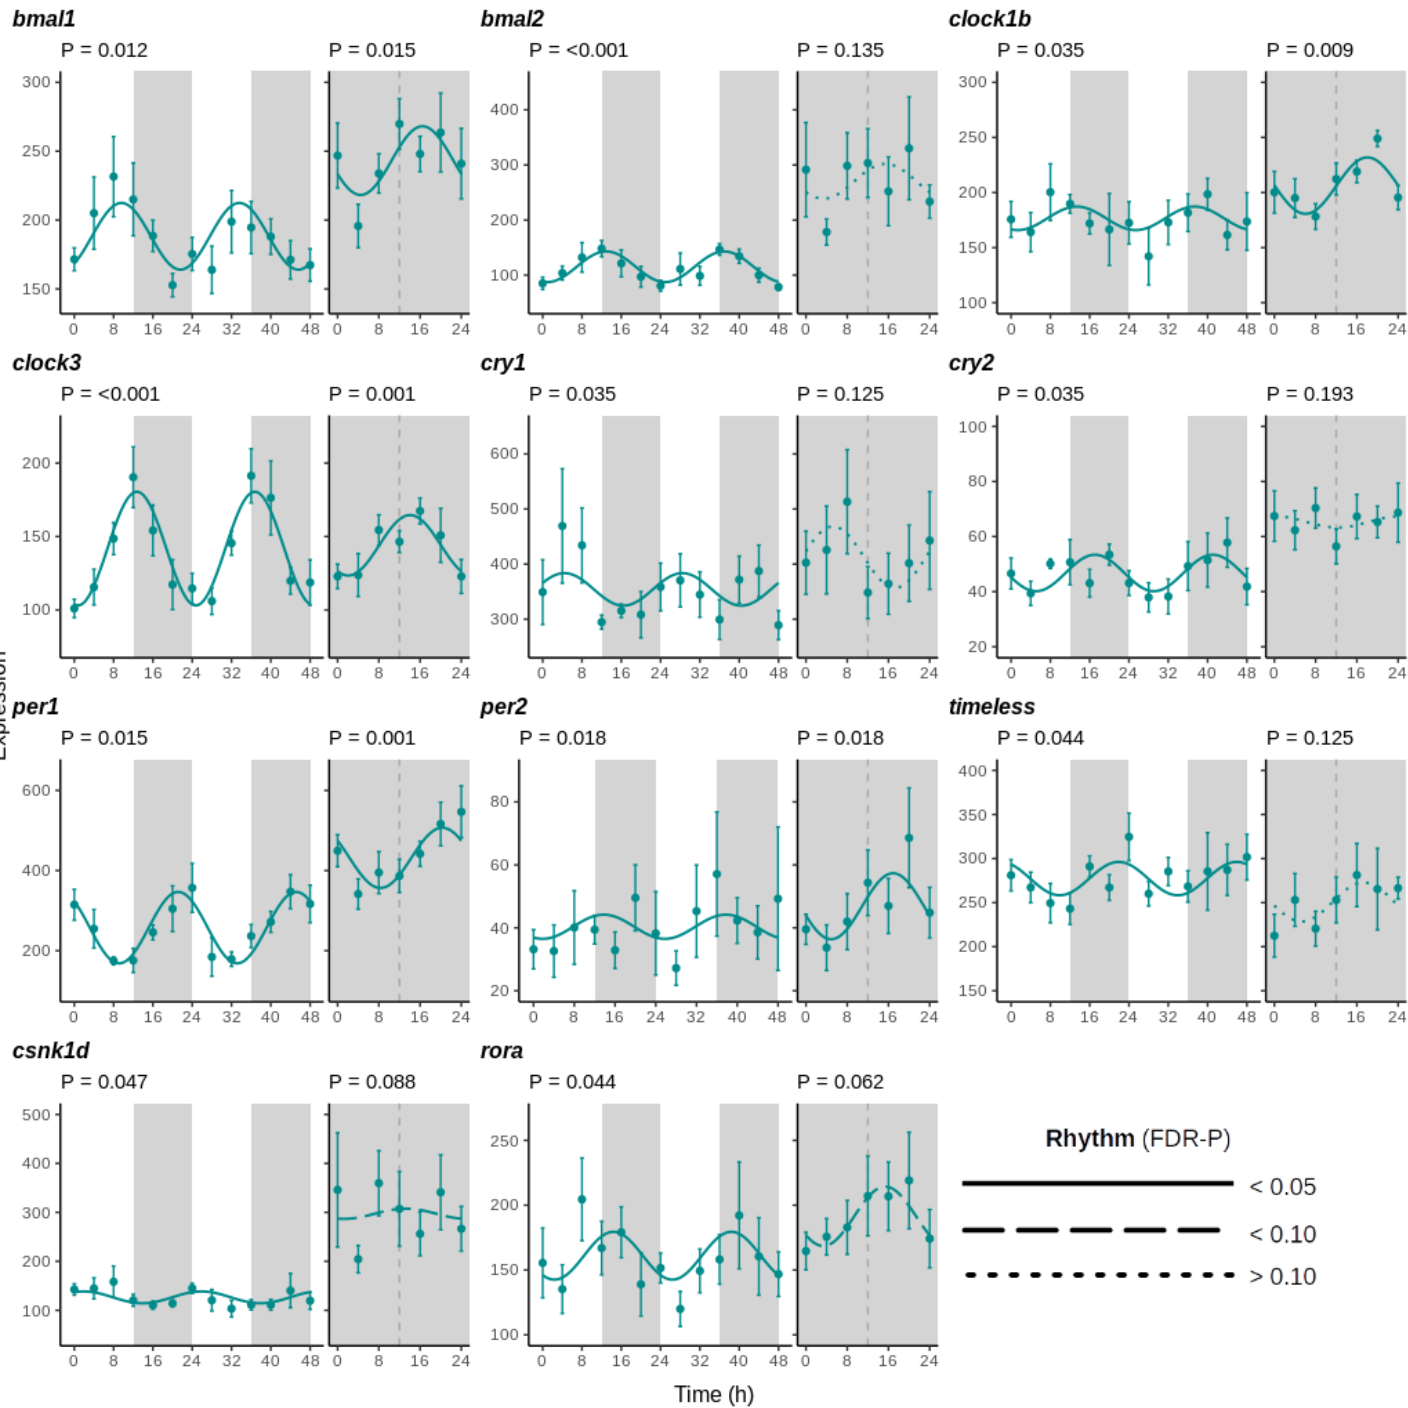 bmal1 bmal2 clock1b
P = 0.012 P = 0.015 P = <0.001 P = 0.135 P = 0.035 P = 0.009
300 400 300
250 300 250
200 200 200
150 100 150
100
0 8 16 24 32 40 48 0 8 16 24 0 8 16 24 32 40 48 0 8 16 24 0 8 16 24 32 40 48 0 8 16 24
clock3 cry1 cry2
P = <0.001 P = 0.001 P = 0.035 P = 0.125 P = 0.035 P = 0.193
200 600 100
150 500 80
100 400 60
300 40
20
0 8 16 24 32 40 48 0 8 16 24 0 8 16 24 32 40 48 0 8 16 24 0 8 16 24 32 40 48 0 8 16 24
Expression
per1 per2 timeless
P = 0.015 P = 0.001 P = 0.018 P = 0.018 P = 0.044 P = 0.125
600 80 400
400 60 350
200 40 300
20 250
200
150
0 8 16 24 32 40 48 0 8 16 24 0 8 16 24 32 40 48 0 8 16 24 0 8 16 24 32 40 48 0 8 16 24
csnk1d rora
P = 0.047 P = 0.088 P = 0.044 P = 0.062
500 250
400 200
300 150
200 100
100
0 8 16 24 32 40 48 0 8 16 24 0 8 16 24 32 40 48 0 8 16 24
Rhythm (FDR-P)
< 0.05
< 0.10
> 0.10
Time (h)